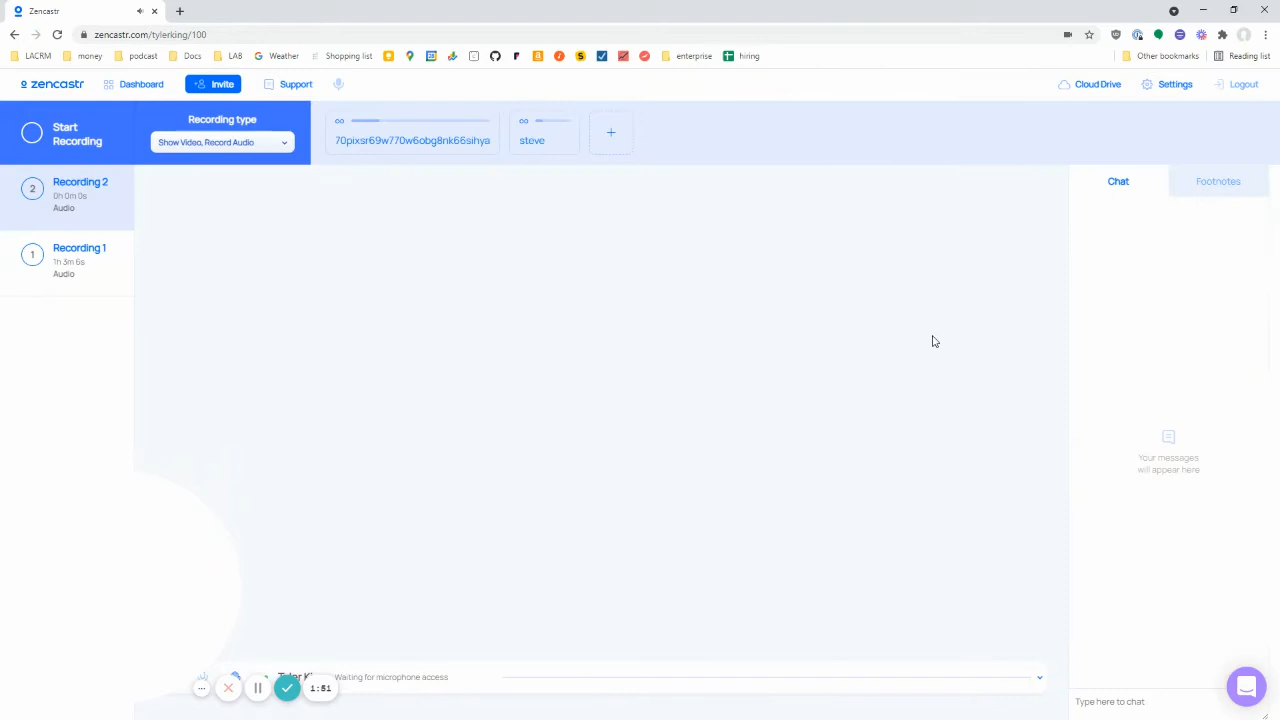 Zencastr
zencastr.com/tylerking/100
LACRM
money
podcast
Docs
LAB
Weather
Shopping list
enterprise
hiring
Other bookmarks
Reading list
zencastr
Dashboard
Invite
Support
Cloud Drive
Settings
Logout
Start
Recording
Recording type
Show Video, Record Audio
70pixsr69w770w6obg8nk66sihya
steve
2
Recording 2
0h 0m 0s
Audio
1
Recording 1
1h 3m 6s
Audio
Chat
Footnotes
Your messages
will appear here
Waiting for microphone access
1:51
Type here to chat